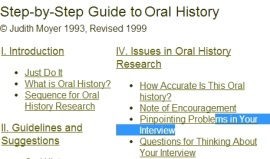 Step-by-Step Guide to Oral History
© Judith Moyer 1993, Revised 1999
I. Introduction
Just Do It
What is Oral History?
Sequence for Oral
History Research
II. Guidelines and
Suggestions
IV. Issues in Oral History
Research
How Accurate Is This Oral
history?
Note of Encouragement
Pinpointing Problems in Your
Interview
Questions for Thinking About
Your Interview